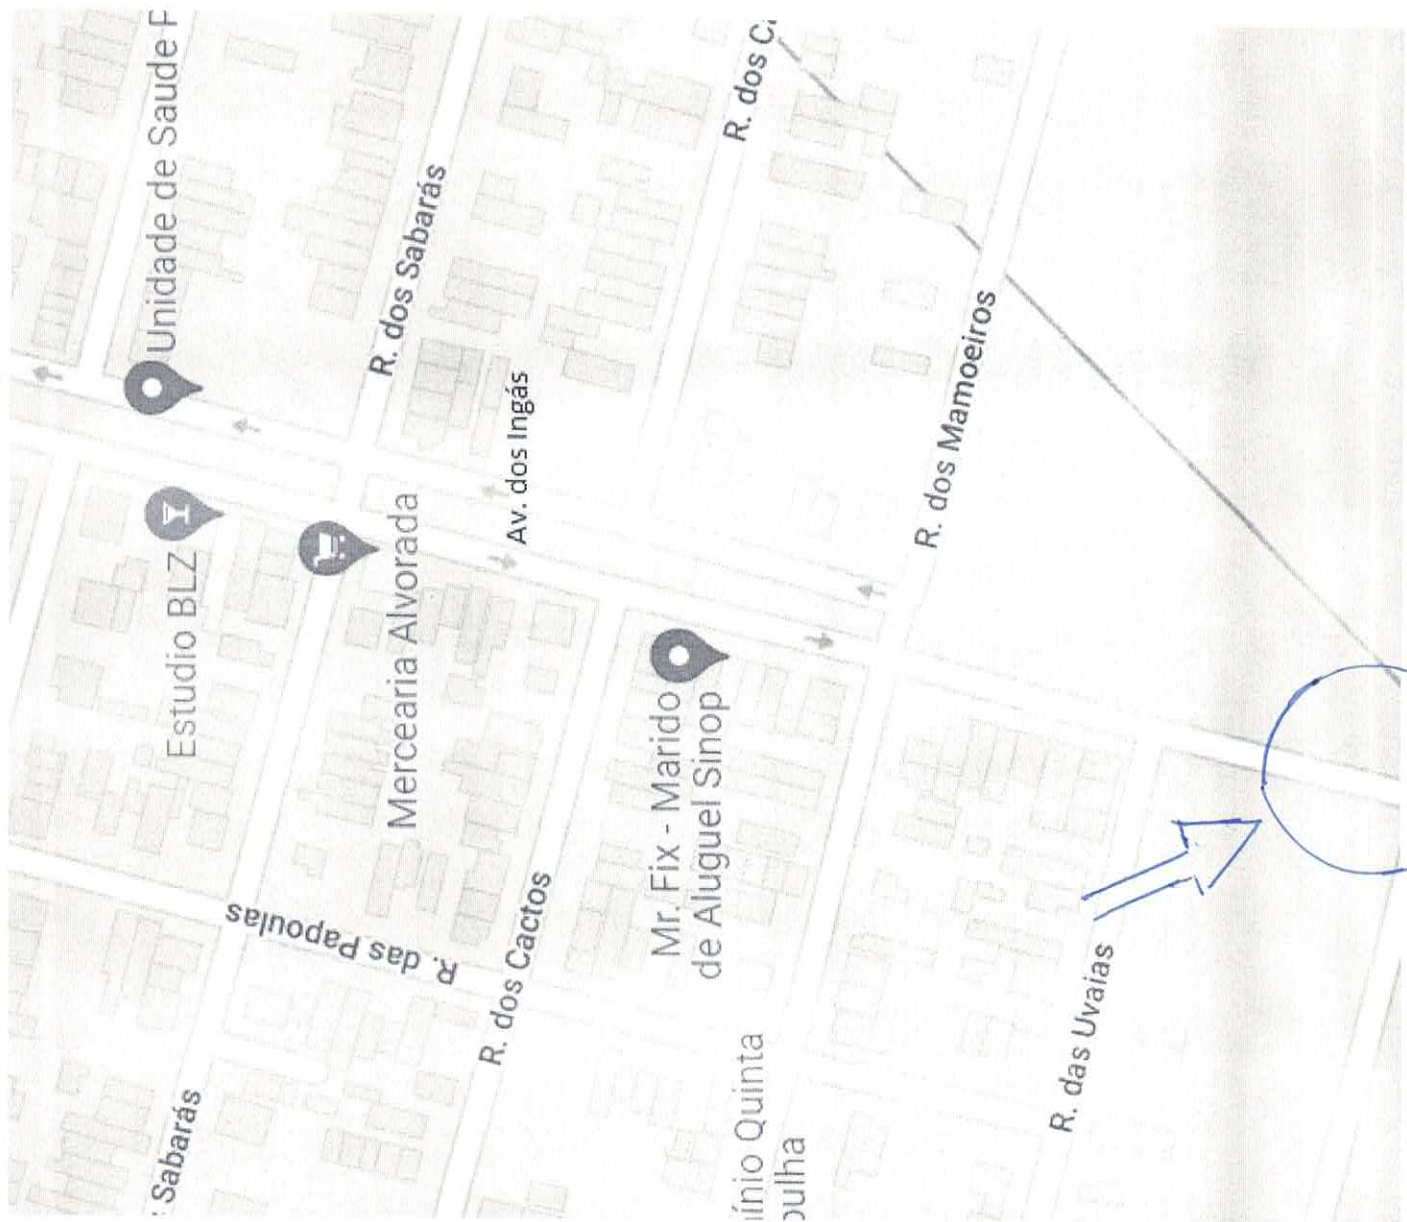 Unidade de Saude F
R. dos Sabarás
R. dos C
Estudio BLZ
Mercearia Alvorada
Av. dos Ingás
R. dos Mamoeiros
R. das Papoulas
R. dos Cactos
Mr. Fix - Marido
de Aluguel Sinop
Sabarás
ínio Quinta
pulha
R. das Uvaias